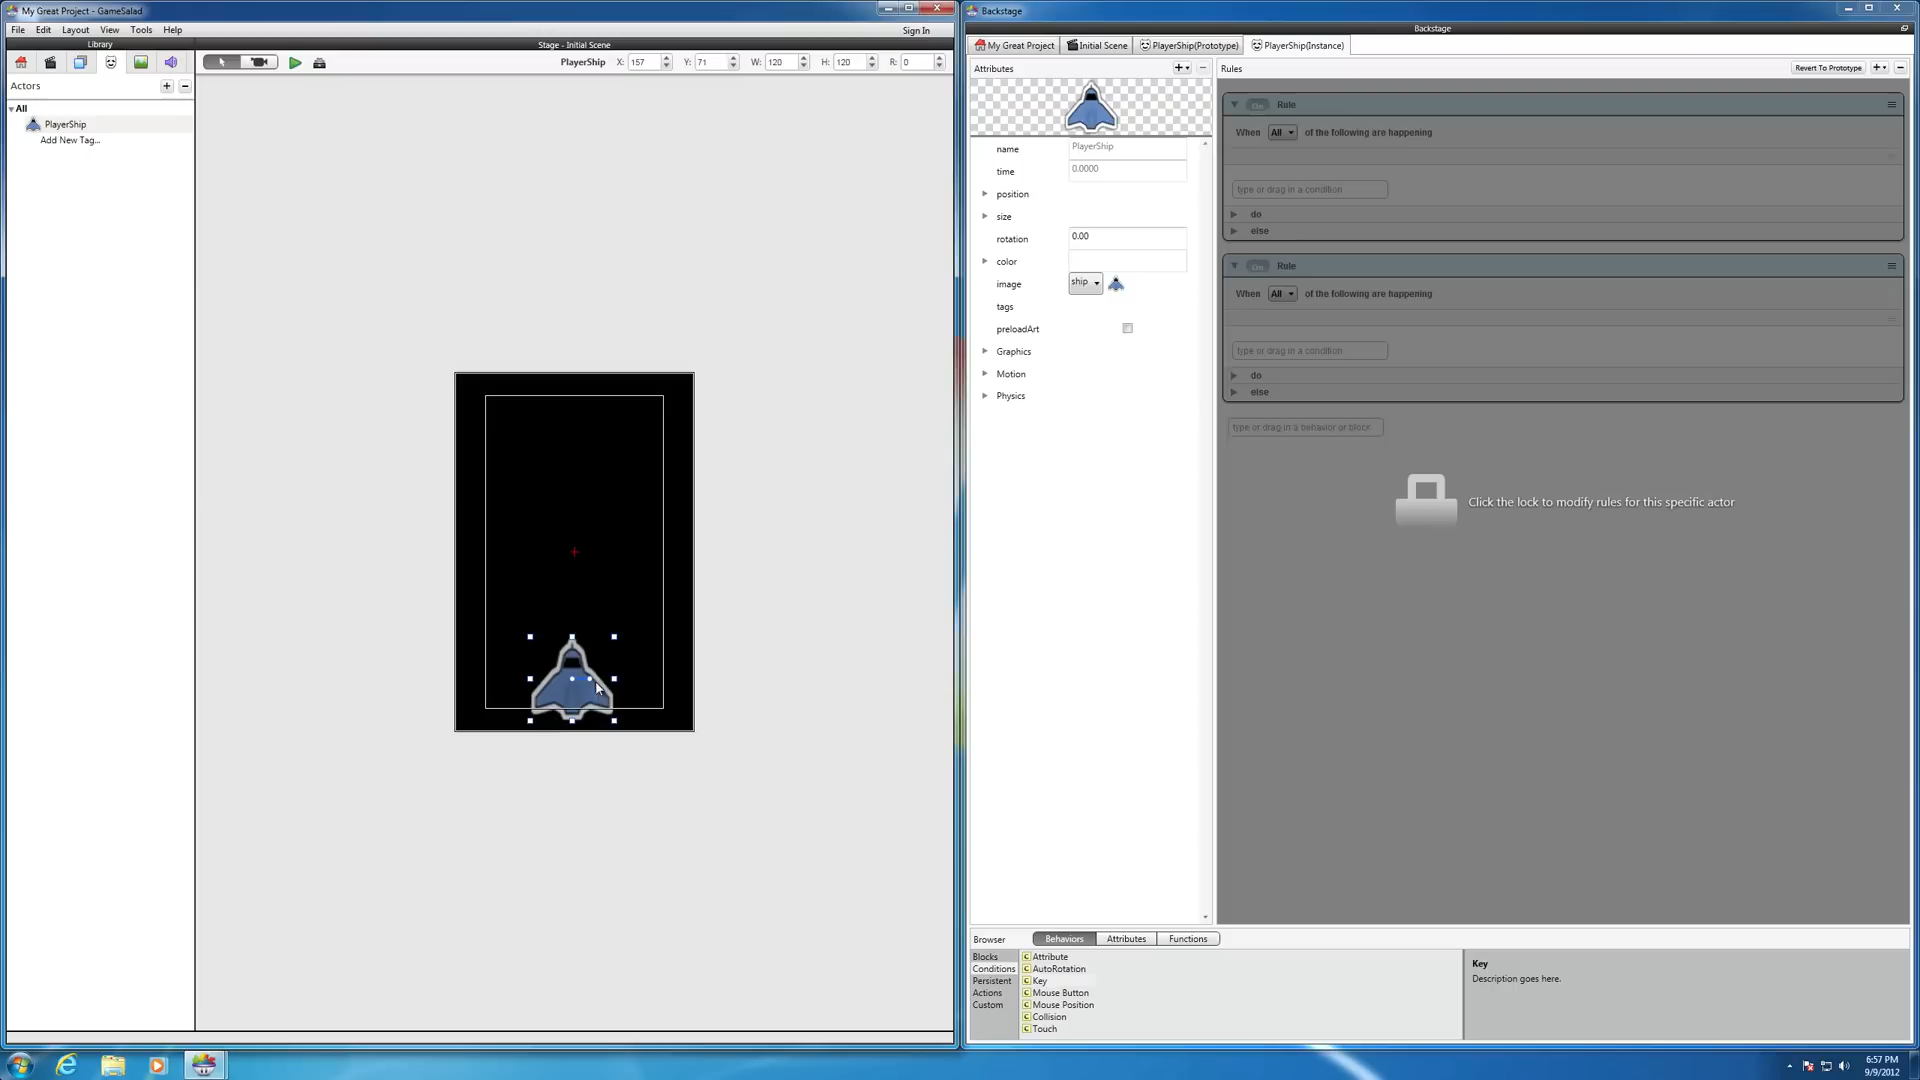 My Great Project - GameSalad
File Edit Layout View Tools Help
Sign In
Library
Stage - Initial Scene
PlayerShip X: 157 Y: 71 W: 120 H: 120 R: 0
Actors
All
PlayerShip
Add New Tag...
Backstage
Backstage
My Great Project Initial Scene PlayerShip(Prototype) PlayerShip(Instance)
Attributes
name PlayerShip
time 0.0000
position
size
rotation 0.00
color
image ship
tags
preloadArt
Graphics
Motion
Physics
Rules Revert To Prototype
On Rule
When All of the following are happening
type or drag in a condition
do
else
On Rule
When All of the following are happening
type or drag in a condition
do
else
type or drag in a behavior or block
Click the lock to modify rules for this specific actor
Browser Behaviors Attributes Functions
Blocks
Conditions
Persistent
Actions
Custom
Attribute
AutoRotation
Key
Mouse Button
Mouse Position
Collision
Touch
Key
Description goes here.
6:57 PM
9/9/2012